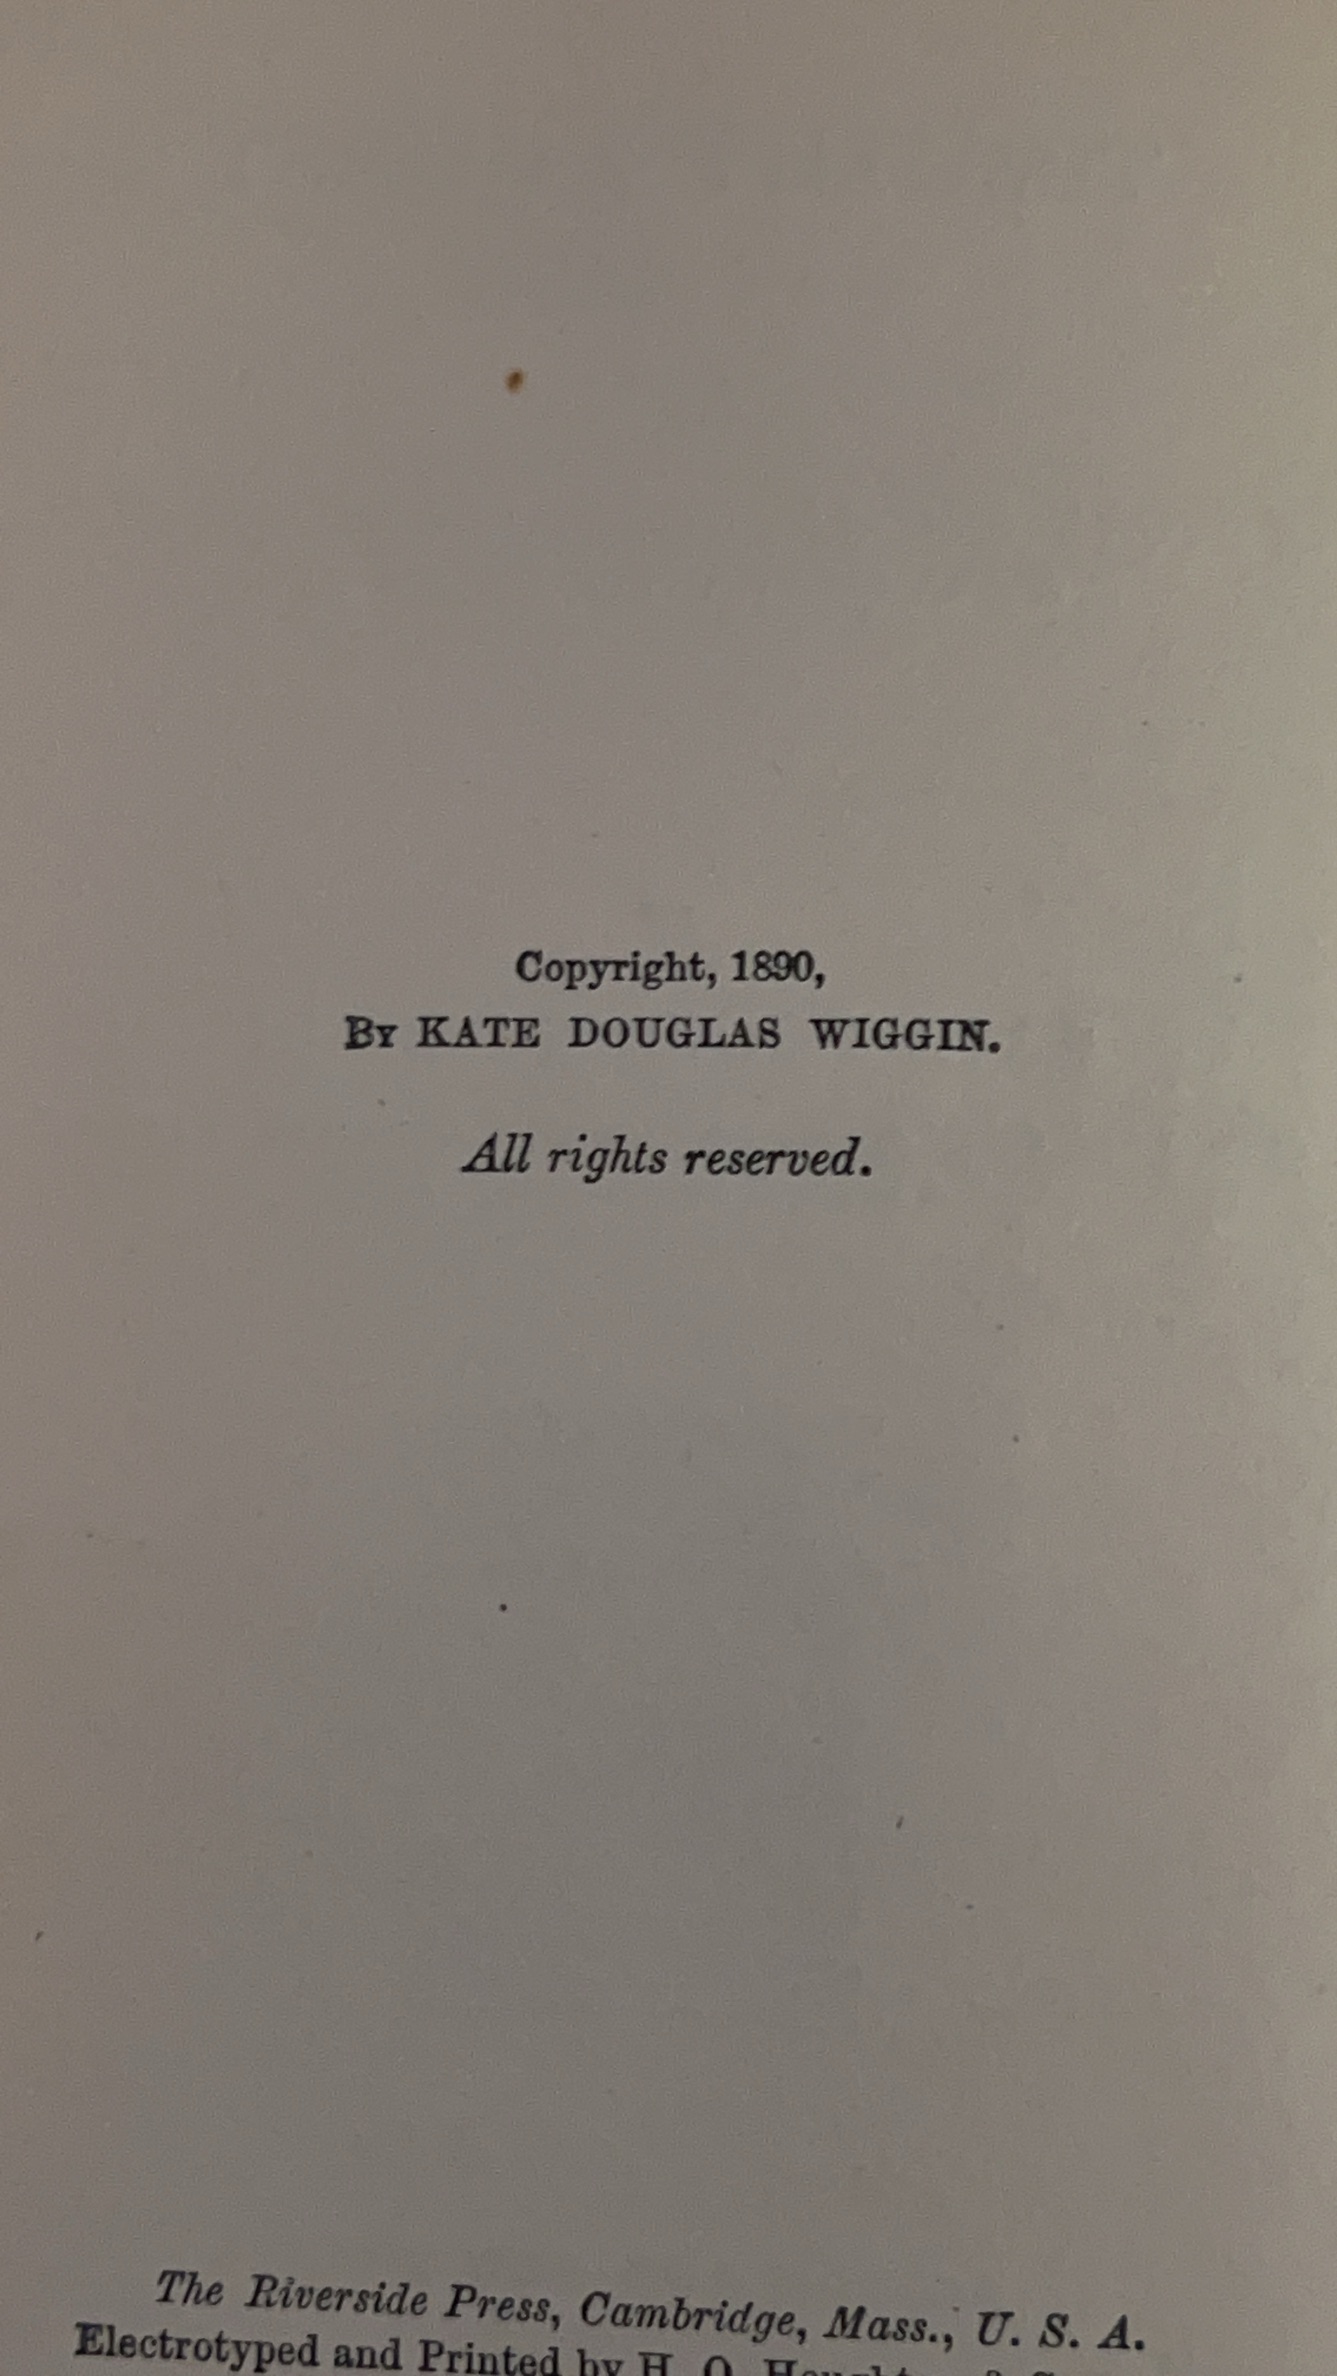 Copyright, 1890,
By KATE DOUGLAS WIGGIN.
All rights reserved.
The Riverside Press, Cambridge, Mass., U. S. A.
Electrotyped and Printed by H. O.